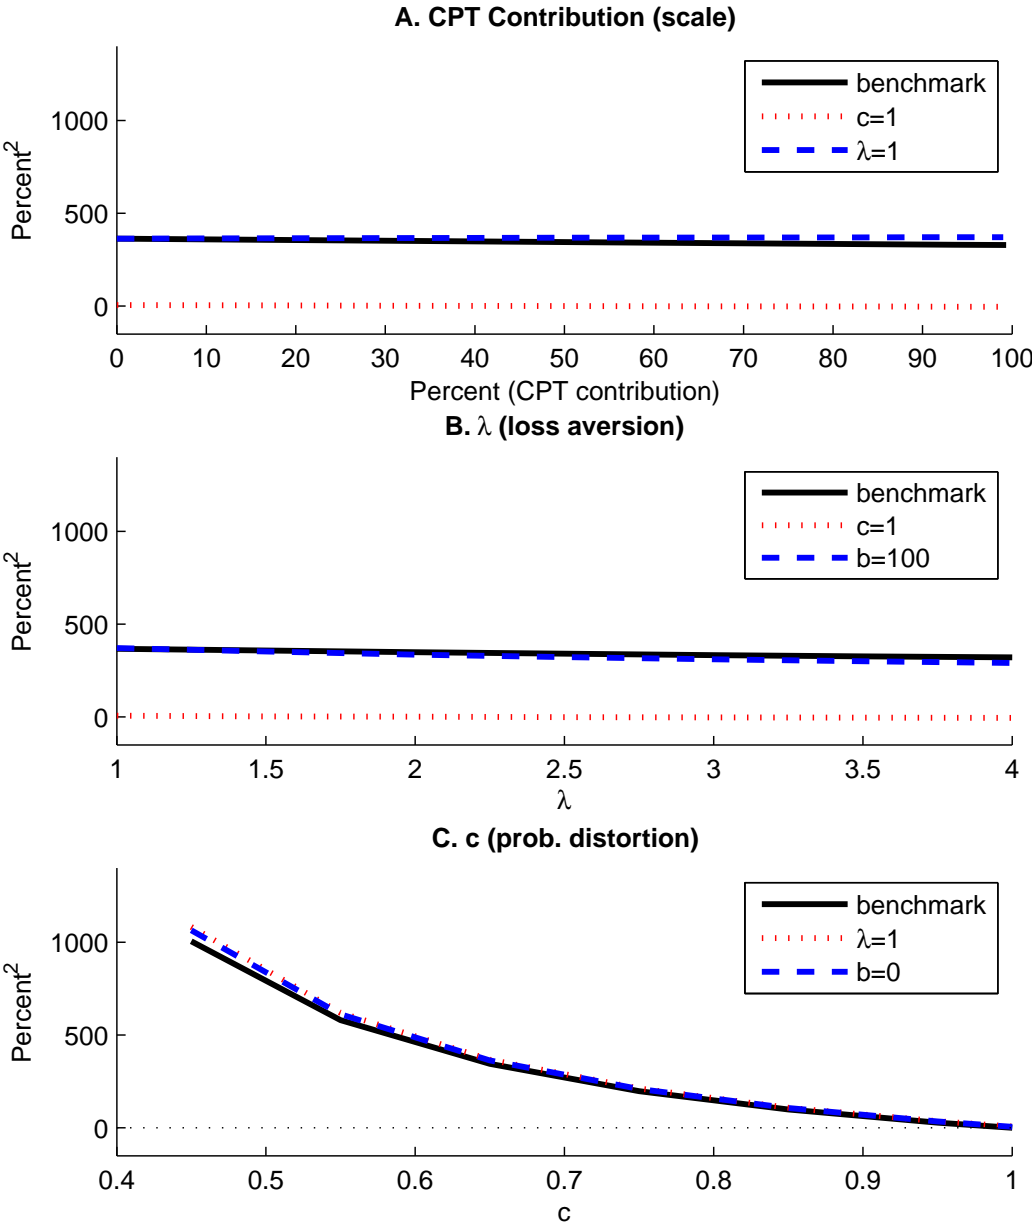 A. CPT Contribution (scale)
benchmark
c=1
λ=1
Percent²
1000
500
0
0 10 20 30 40 50 60 70 80 90 100
Percent (CPT contribution)
B. λ (loss aversion)
benchmark
c=1
b=100
Percent²
1000
500
0
1 1.5 2 2.5 3 3.5 4
λ
C. c (prob. distortion)
benchmark
λ=1
b=0
Percent²
1000
500
0
0.4 0.5 0.6 0.7 0.8 0.9 1
c